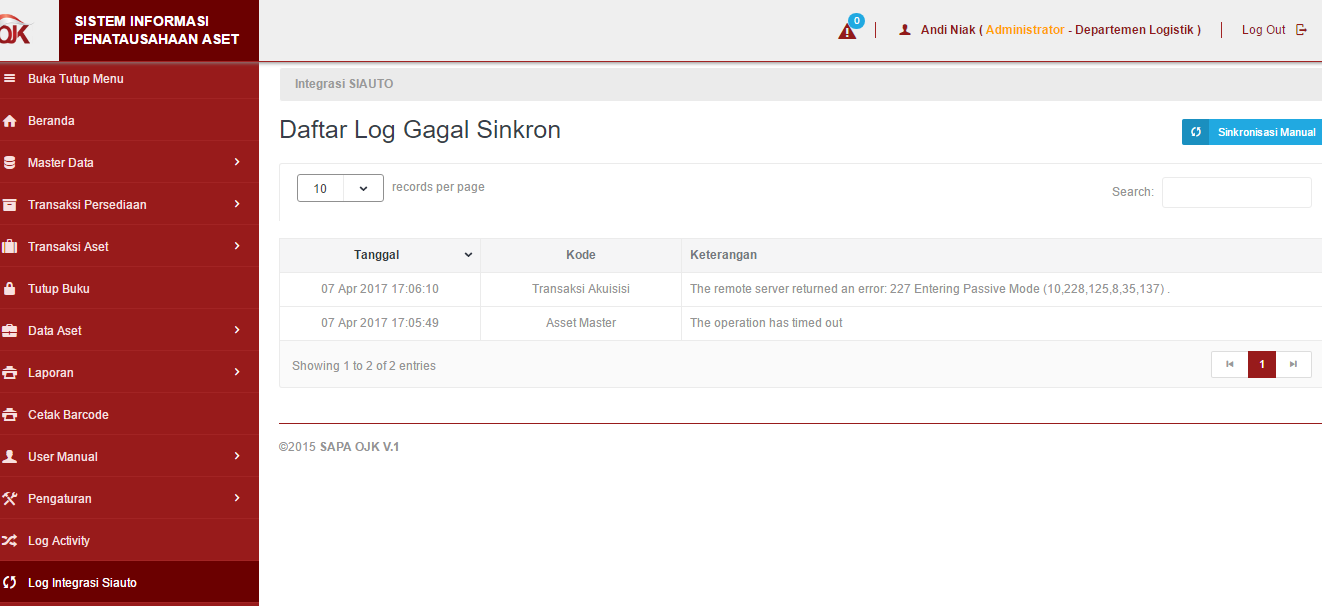 OJK
SISTEM INFORMASI
PENATAUSAHAAN ASET
0
Andi Niak ( Administrator - Departemen Logistik )
Log Out
Buka Tutup Menu
Beranda
Master Data
Transaksi Persediaan
Transaksi Aset
Tutup Buku
Data Aset
Laporan
Cetak Barcode
User Manual
Pengaturan
Log Activity
Log Integrasi Siauto
Integrasi SIAUTO
Daftar Log Gagal Sinkron
Sinkronisasi Manual
10 records per page
Search:
Tanggal Kode Keterangan
07 Apr 2017 17:06:10 Transaksi Akuisisi The remote server returned an error: 227 Entering Passive Mode (10,228,125,8,35,137) .
07 Apr 2017 17:05:49 Asset Master The operation has timed out
Showing 1 to 2 of 2 entries
1
©2015 SAPA OJK V.1